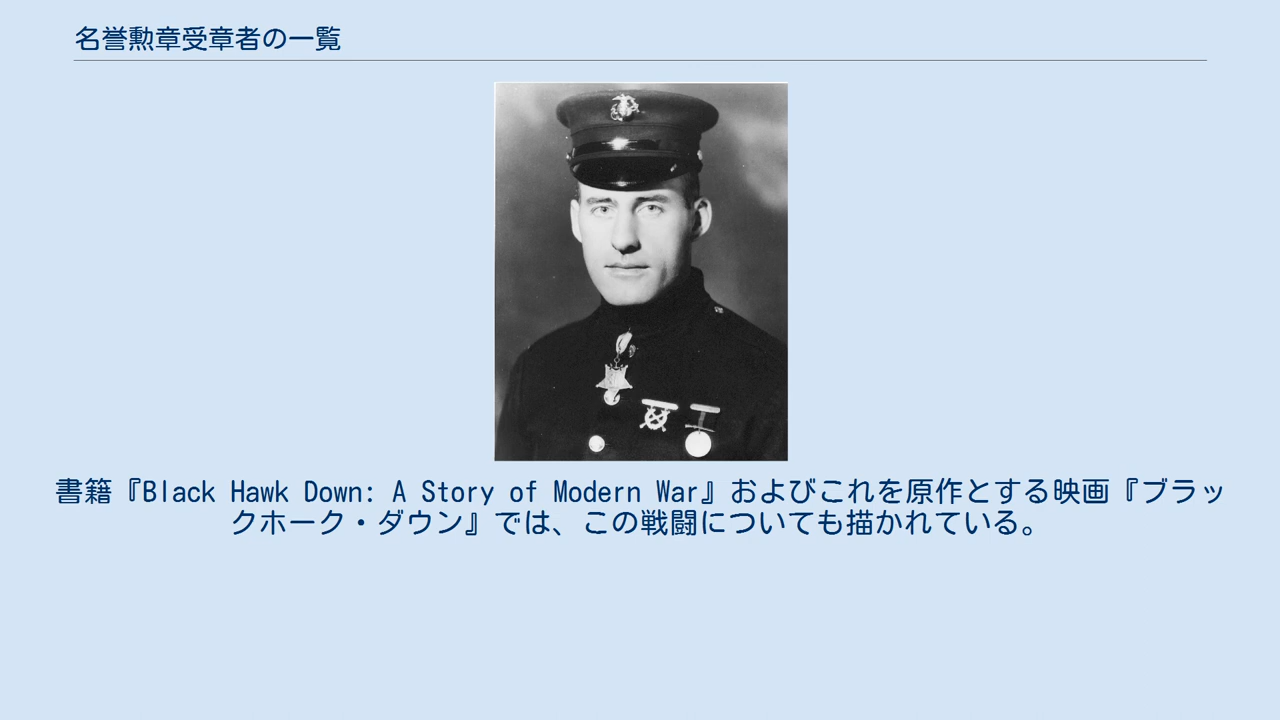 名誉勲章受章者の一覧
書籍『Black Hawk Down: A Story of Modern War』およびこれを原作とする映画『ブラッ
クホーク・ダウン』では、この戦闘についても描かれている。